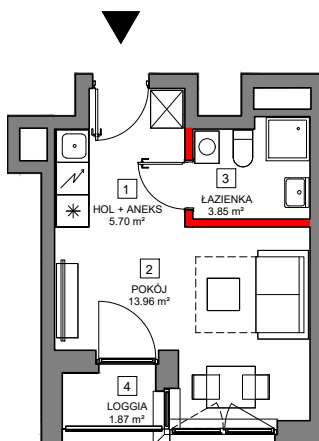 1
HOL + ANEKS
5.70 m²
3
ŁAZIENKA
3.85 m²
2
POKÓJ
13.96 m²
4
LOGGIA
1.87 m²